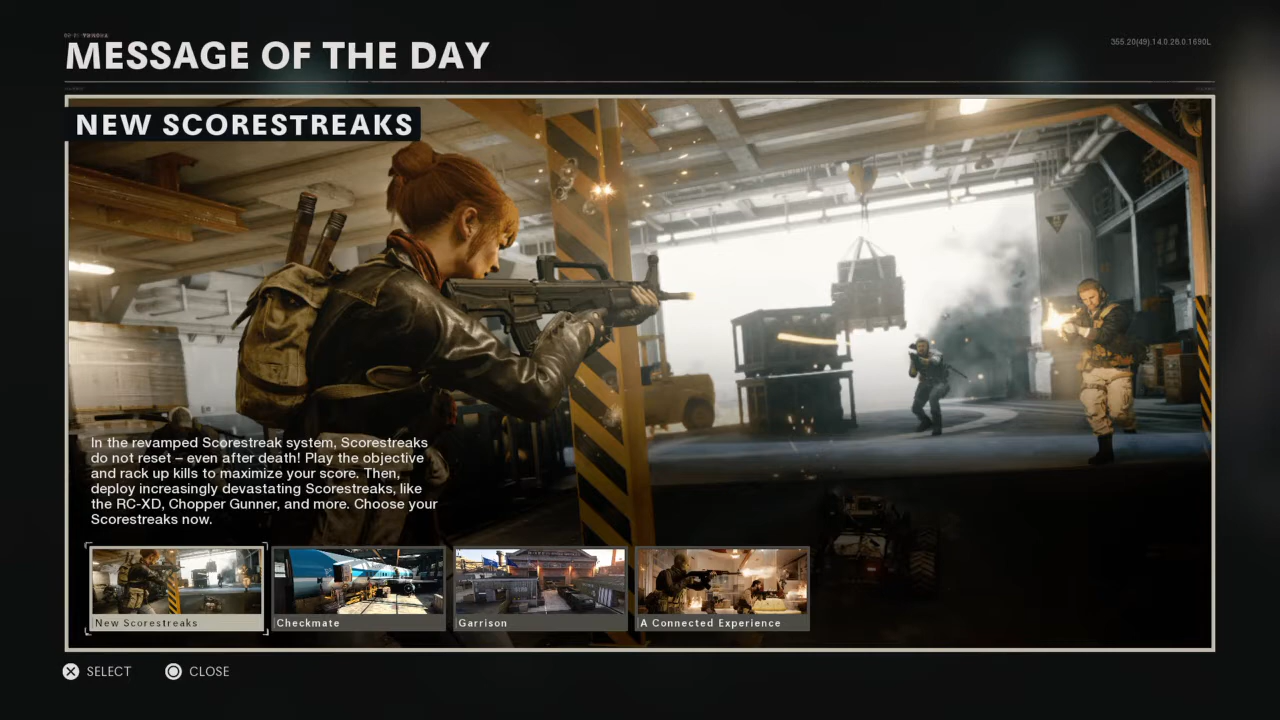 MESSAGE OF THE DAY
355.20(49).14.0.26.0.1690L
NEW SCORESTREAKS
In the revamped Scorestreak system, Scorestreaks
do not reset – even after death! Play the objective
and rack up kills to maximize your score. Then,
deploy increasingly devastating Scorestreaks, like
the RC-XD, Chopper Gunner, and more. Choose your
Scorestreaks now.
New Scorestreaks
Checkmate
Garrison
A Connected Experience
SELECT
CLOSE